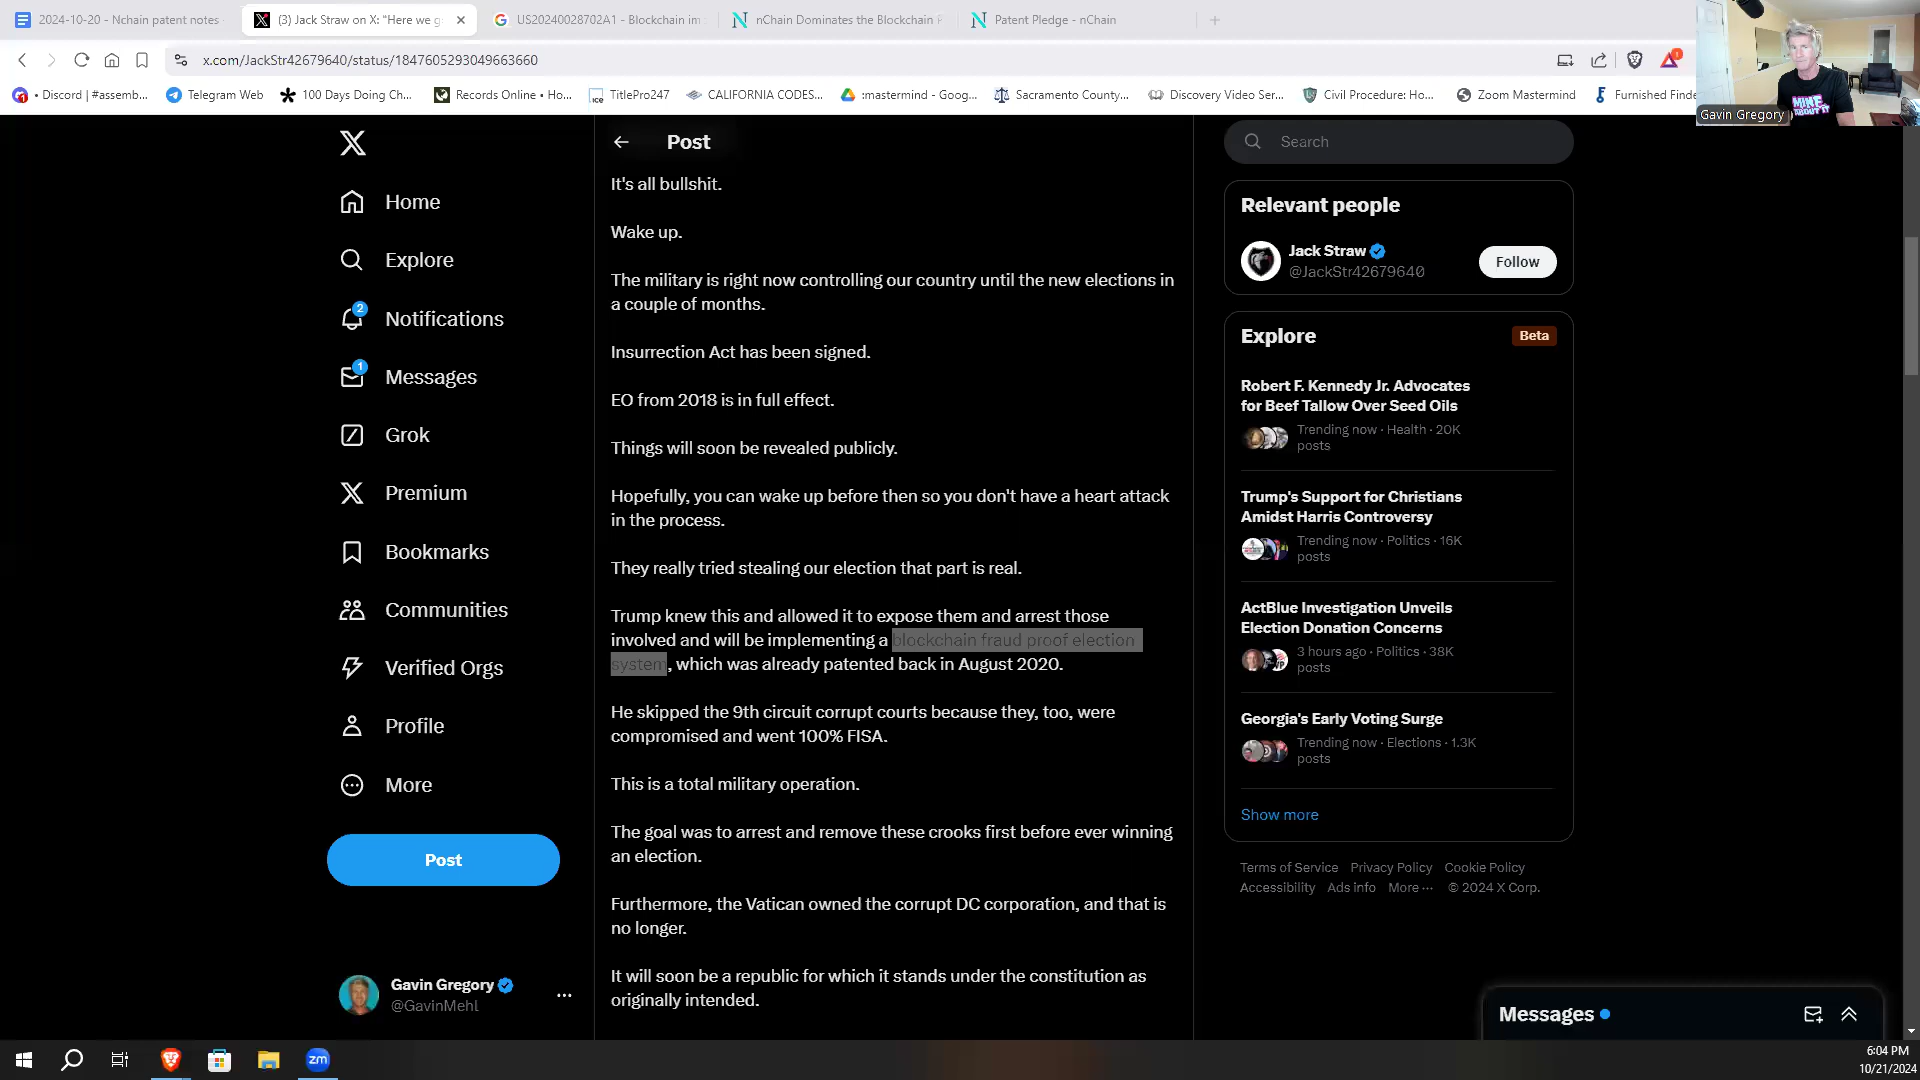 2024-10-20 - Nchain patent notes
(3) Jack Straw on X: "Here we g
US20240028702A1 - Blockchain im
nChain Dominates the Blockchain
Patent Pledge - nChain
x.com/JackStr42679640/status/1847605293049663660
• Discord | #assemb...
Telegram Web
100 Days Doing Ch...
Records Online • Ho...
TitlePro247
CALIFORNIA CODES...
:mastermind - Goog...
Sacramento County...
Discovery Video Ser...
Civil Procedure: Ho...
Zoom Mastermind
Furnished Finde
MINE
ABOUT IT
Gavin Gregory
Home
Explore
2
Notifications
1
Messages
Grok
Premium
Bookmarks
Communities
Verified Orgs
Profile
More
Post
Gavin Gregory
@GavinMehl
Post
It's all bullshit.
Wake up.
The military is right now controlling our country until the new elections in
a couple of months.
Insurrection Act has been signed.
EO from 2018 is in full effect.
Things will soon be revealed publicly.
Hopefully, you can wake up before then so you don't have a heart attack
in the process.
They really tried stealing our election that part is real.
Trump knew this and allowed it to expose them and arrest those
involved and will be implementing a blockchain fraud proof election
system, which was already patented back in August 2020.
He skipped the 9th circuit corrupt courts because they, too, were
compromised and went 100% FISA.
This is a total military operation.
The goal was to arrest and remove these crooks first before ever winning
an election.
Furthermore, the Vatican owned the corrupt DC corporation, and that is
no longer.
It will soon be a republic for which it stands under the constitution as
originally intended.
Search
Relevant people
Jack Straw
@JackStr42679640
Follow
Explore
Beta
Robert F. Kennedy Jr. Advocates
for Beef Tallow Over Seed Oils
Trending now · Health · 20K
posts
Trump's Support for Christians
Amidst Harris Controversy
Trending now · Politics · 16K
posts
ActBlue Investigation Unveils
Election Donation Concerns
3 hours ago · Politics · 38K
posts
Georgia's Early Voting Surge
Trending now · Elections · 1.3K
posts
Show more
Terms of Service Privacy Policy Cookie Policy
Accessibility Ads info More ··· © 2024 X Corp.
Messages
zm
6:04 PM
10/21/2024